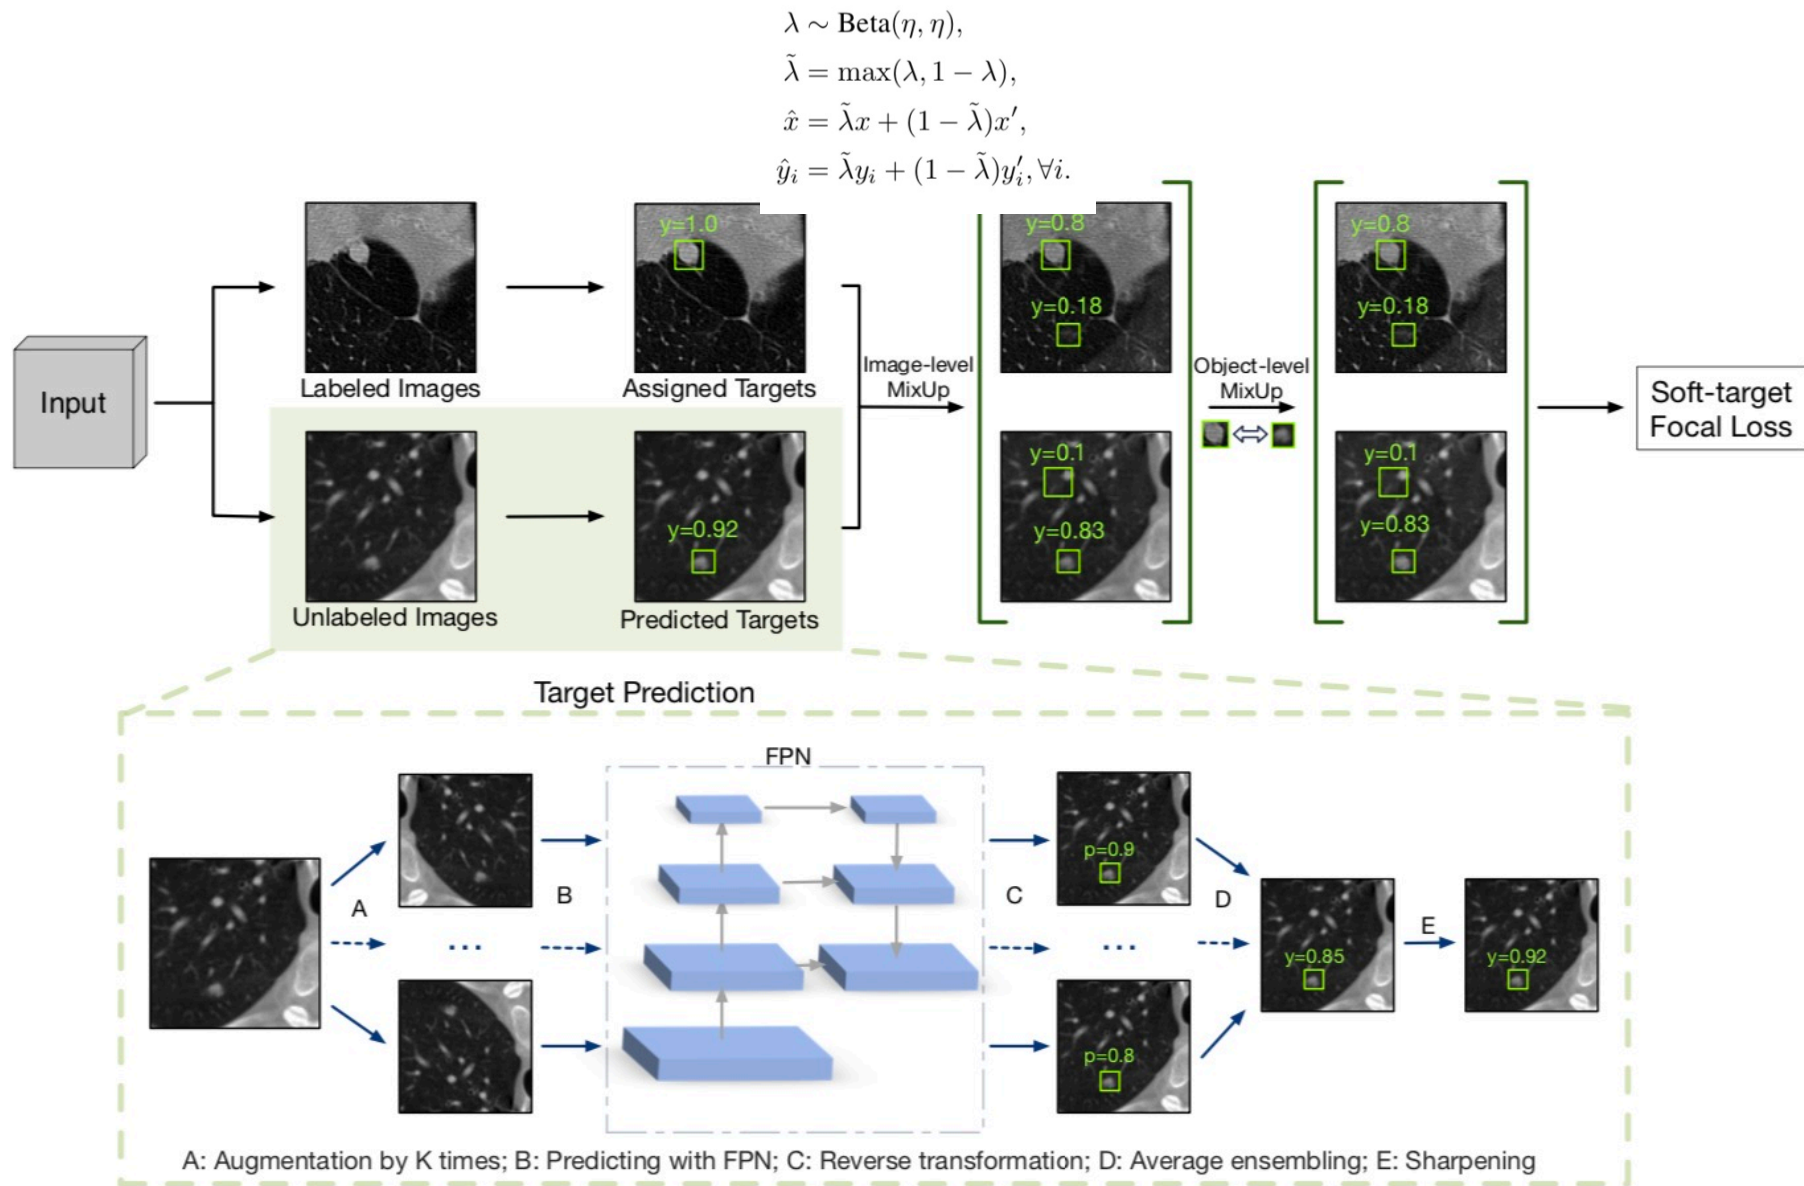 λ ∼ Beta(η, η),
λ̃ = max(λ, 1 − λ),
x̂ = λ̃x + (1 − λ̃)x′,
ŷᵢ = λ̃yᵢ + (1 − λ̃)y′ᵢ, ∀i.
Input
Labeled Images
y=1.0
Assigned Targets
Unlabeled Images
y=0.92
Predicted Targets
Image-level
MixUp
y=0.8
y=0.18
y=0.1
y=0.83
Object-level
MixUp
y=0.8
y=0.18
y=0.1
y=0.83
Soft-target
Focal Loss
Target Prediction
A
B
FPN
C
p=0.9
p=0.8
D
y=0.85
E
y=0.92
...
...
A: Augmentation by K times; B: Predicting with FPN; C: Reverse transformation; D: Average ensembling; E: Sharpening